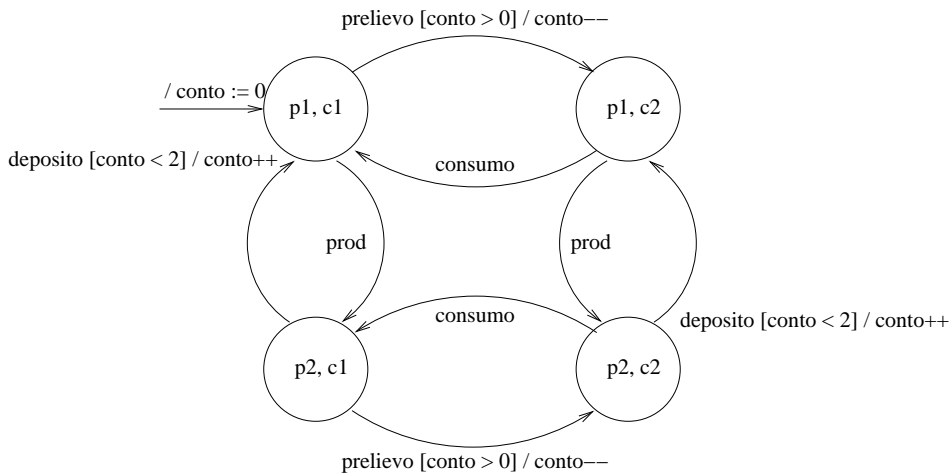 prelievo [conto > 0] / conto−−
/ conto := 0
p1, c1
p1, c2
deposito [conto < 2] / conto++
consumo
prod
prod
consumo
deposito [conto < 2] / conto++
p2, c1
p2, c2
prelievo [conto > 0] / conto−−